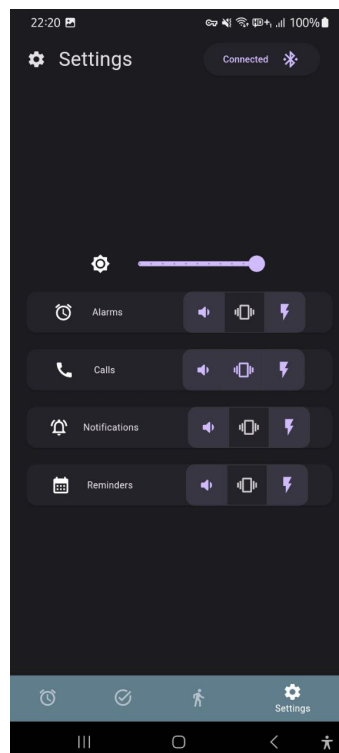 22:20 100%
Settings Connected
Alarms
Calls
Notifications
Reminders
Settings